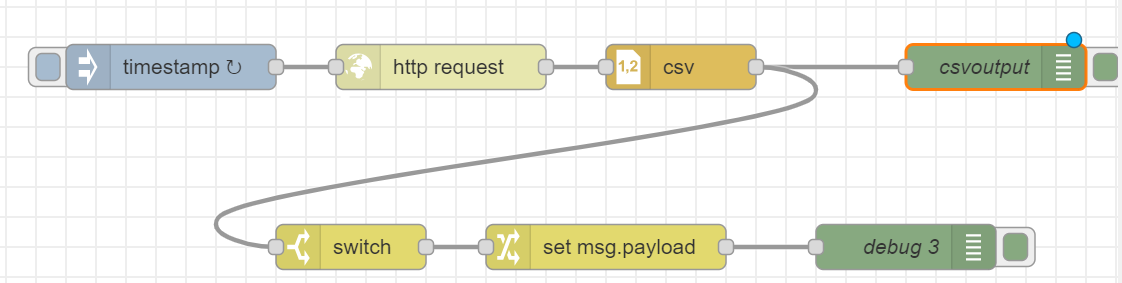 timestamp ↻
http request
1,2
csv
csvoutput
switch
set msg.payload
debug 3